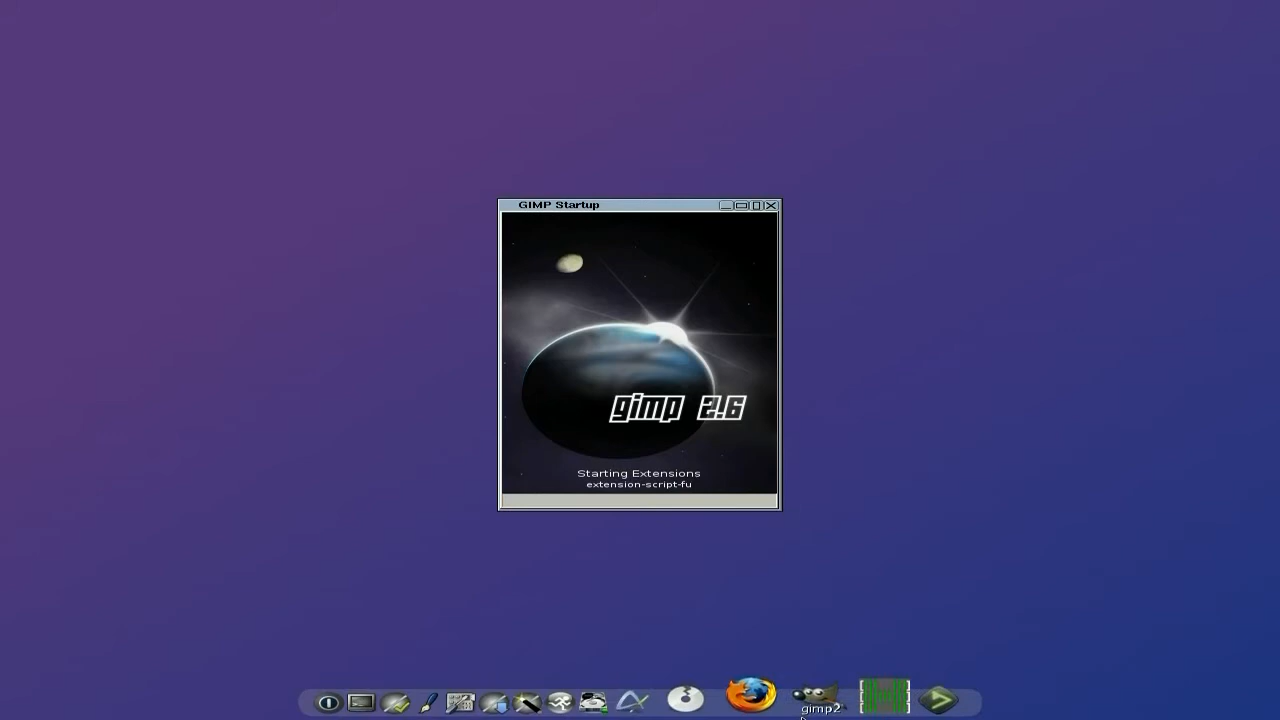 GIMP Startup
gimp 2.6
Starting Extensions
extension-script-fu
gimp2